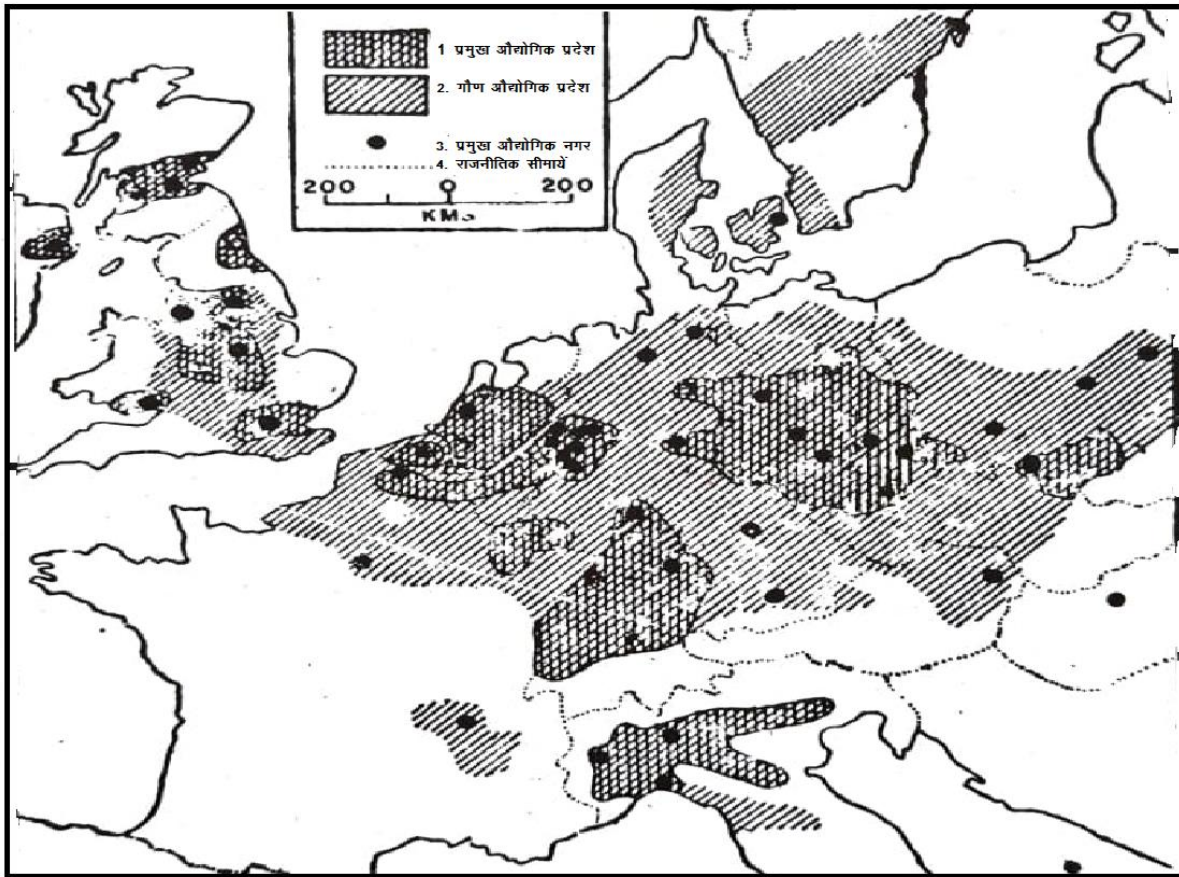 1 प्रमुख औद्योगिक प्रदेश
2. गौण औद्योगिक प्रदेश
3. प्रमुख औद्योगिक नगर
4. राजनीतिक सीमायें
200 0 200
KMs